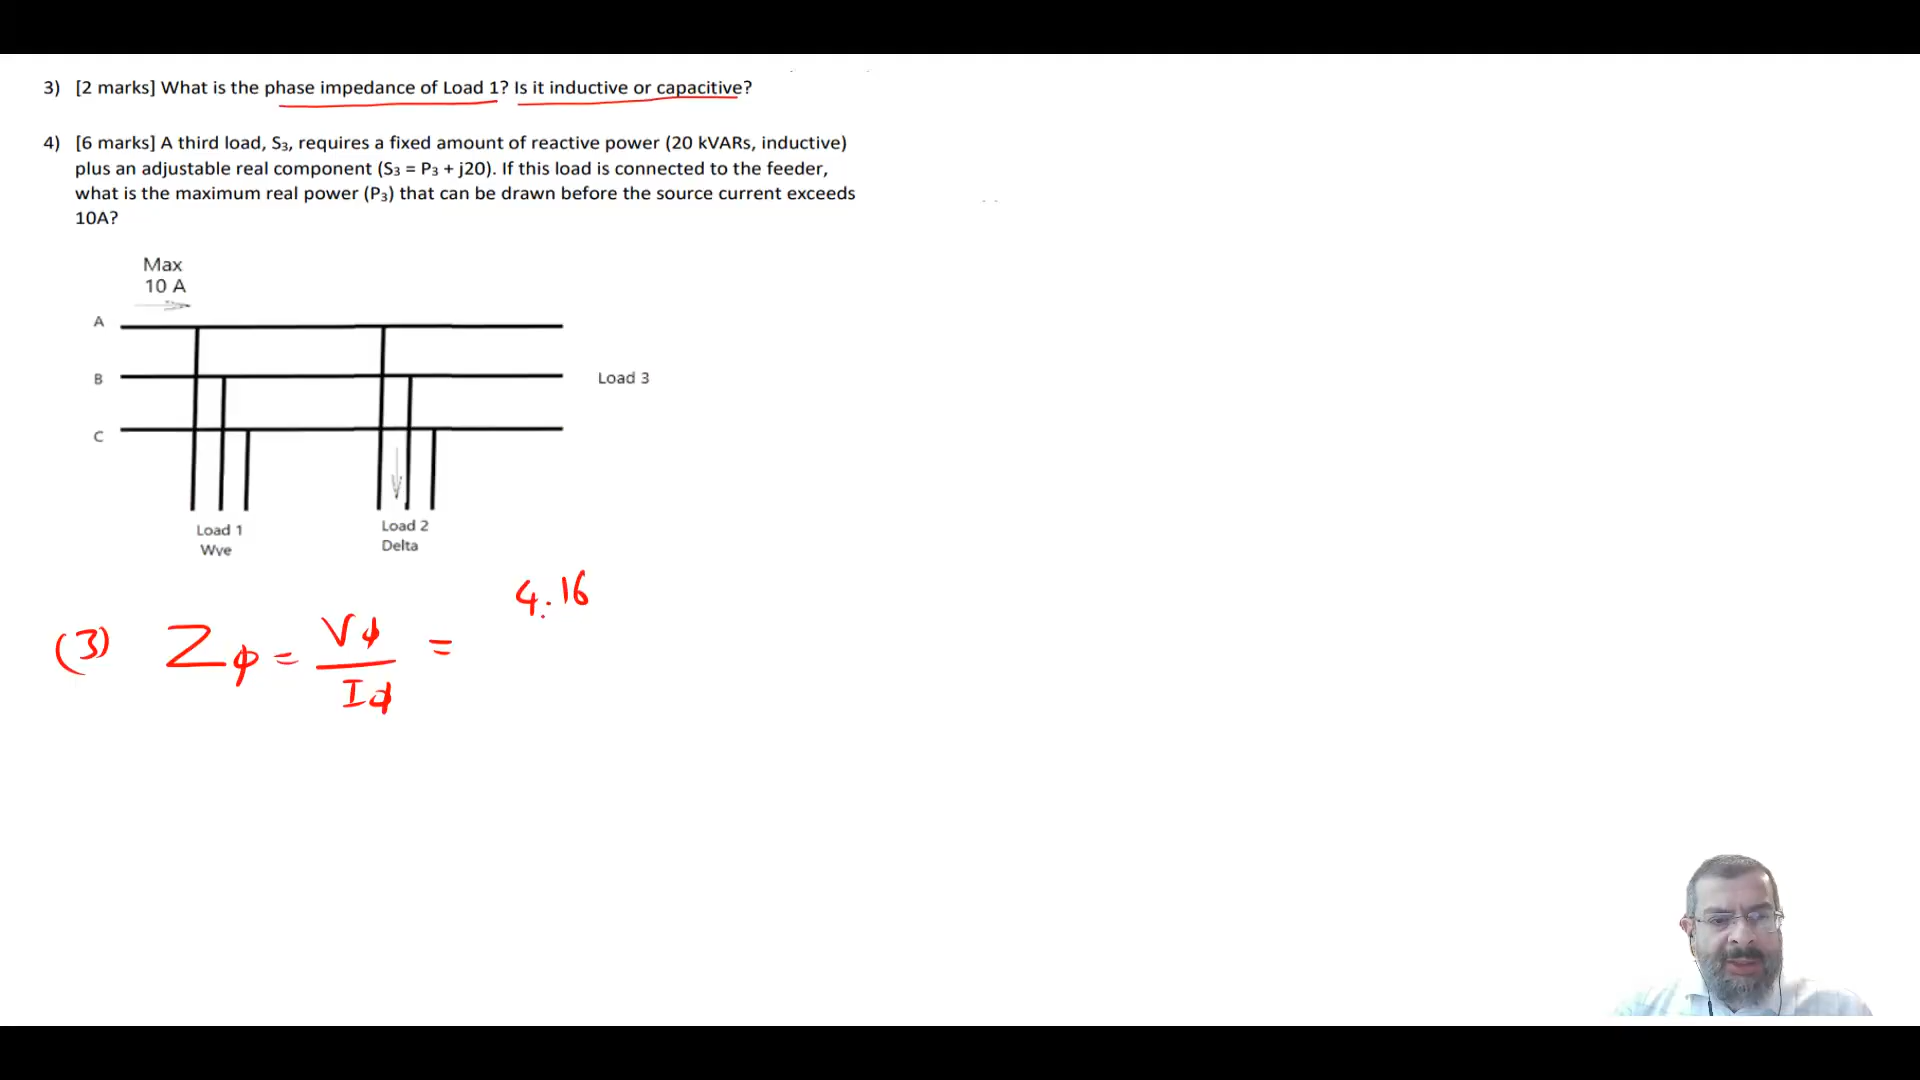 3) [2 marks] What is the phase impedance of Load 1? Is it inductive or capacitive?
4) [6 marks] A third load, S₃, requires a fixed amount of reactive power (20 kVARs, inductive)
plus an adjustable real component (S₃ = P₃ + j20). If this load is connected to the feeder,
what is the maximum real power (P₃) that can be drawn before the source current exceeds
10A?
Max
10 A
A
B
C
Load 3
Load 1
Wye
Load 2
Delta
(3) Zϕ = Vϕ / Iϕ = 4.16